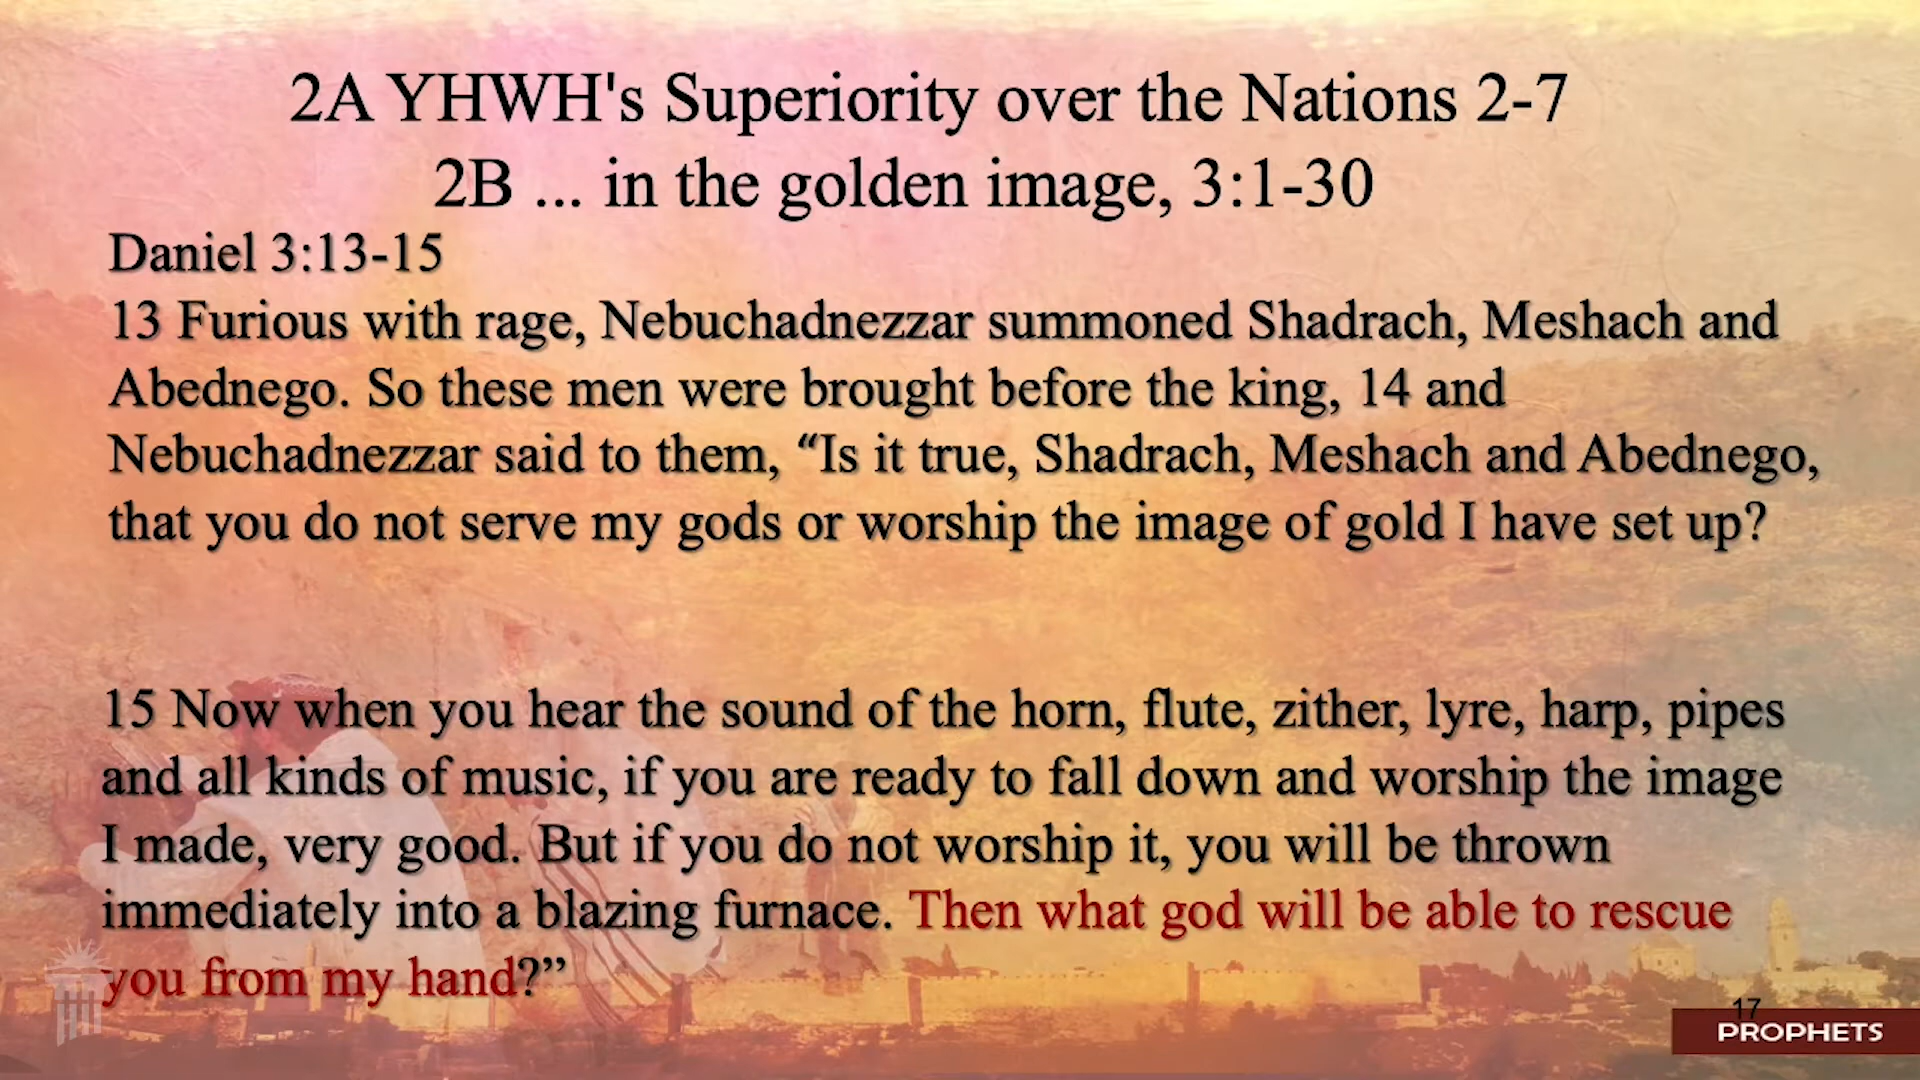 2A YHWH's Superiority over the Nations 2-7
2B ... in the golden image, 3:1-30
Daniel 3:13-15
13 Furious with rage, Nebuchadnezzar summoned Shadrach, Meshach and
Abednego. So these men were brought before the king, 14 and
Nebuchadnezzar said to them, “Is it true, Shadrach, Meshach and Abednego,
that you do not serve my gods or worship the image of gold I have set up?
15 Now when you hear the sound of the horn, flute, zither, lyre, harp, pipes
and all kinds of music, if you are ready to fall down and worship the image
I made, very good. But if you do not worship it, you will be thrown
immediately into a blazing furnace. Then what god will be able to rescue
you from my hand?”
17
PROPHETS